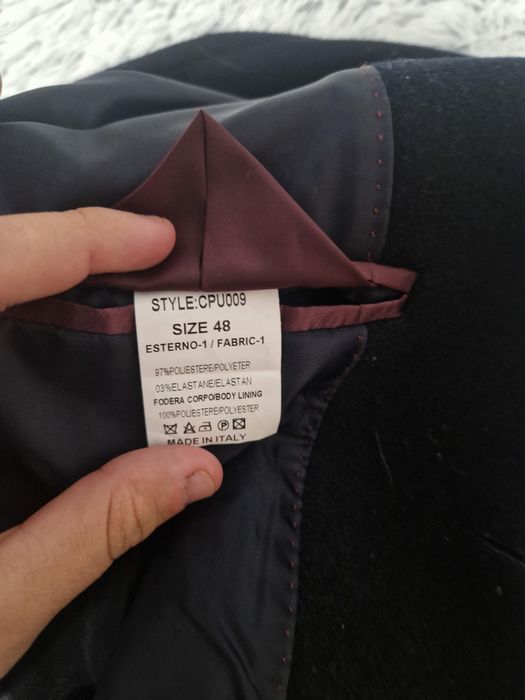 STYLE:CPU009
SIZE 48
ESTERNO-1 / FABRIC-1
97%POLIESTERE/POLYETER
03%ELASTANE/ELASTAN
FODERA CORPO/BODY LINING
100%POLIESTERE/POLYESTER
MADE IN ITALY